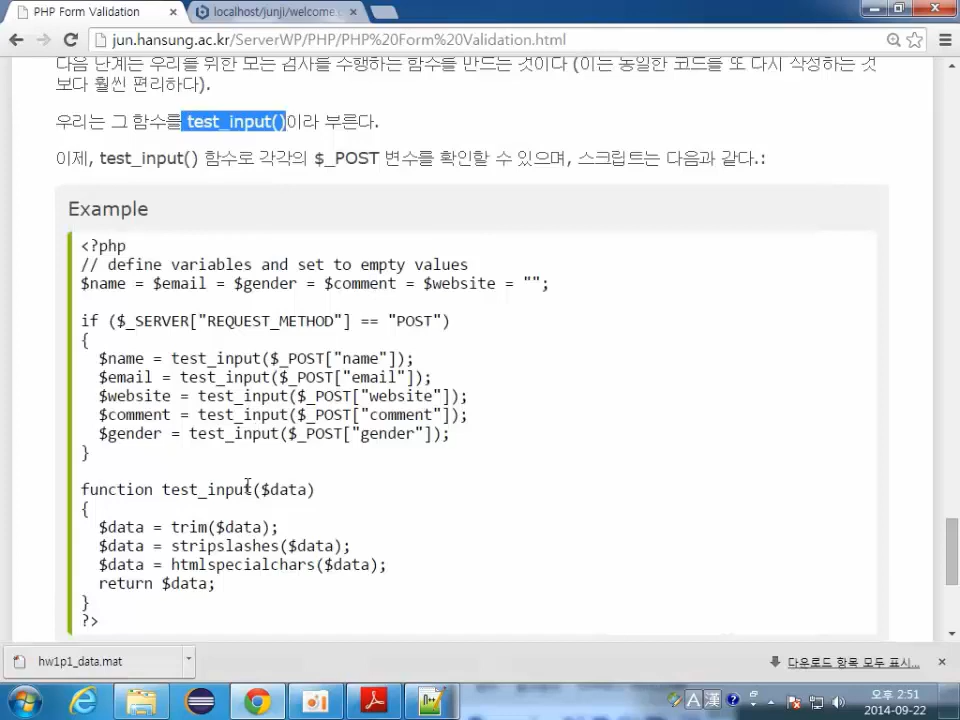 PHP Form Validation
localhost/junji/welcome.
jun.hansung.ac.kr/ServerWP/PHP/PHP%20Form%20Validation.html
다음 단계는 우리를 위한 모든 검사를 수행하는 함수를 만드는 것이다 (이는 동일한 코드를 또 다시 작성하는 것
보다 훨씬 편리하다).
우리는 그 함수를 test_input()이라 부른다.
이제, test_input() 함수로 각각의 $_POST 변수를 확인할 수 있으며, 스크립트는 다음과 같다.:
Example
<?php
// define variables and set to empty values
$name = $email = $gender = $comment = $website = "";
if ($_SERVER["REQUEST_METHOD"] == "POST")
{
$name = test_input($_POST["name"]);
$email = test_input($_POST["email"]);
$website = test_input($_POST["website"]);
$comment = test_input($_POST["comment"]);
$gender = test_input($_POST["gender"]);
}
function test_input($data)
{
$data = trim($data);
$data = stripslashes($data);
$data = htmlspecialchars($data);
return $data;
}
?>
hw1p1_data.mat
다운로드 항목 모두 표시...
A 漢
오후 2:51
2014-09-22